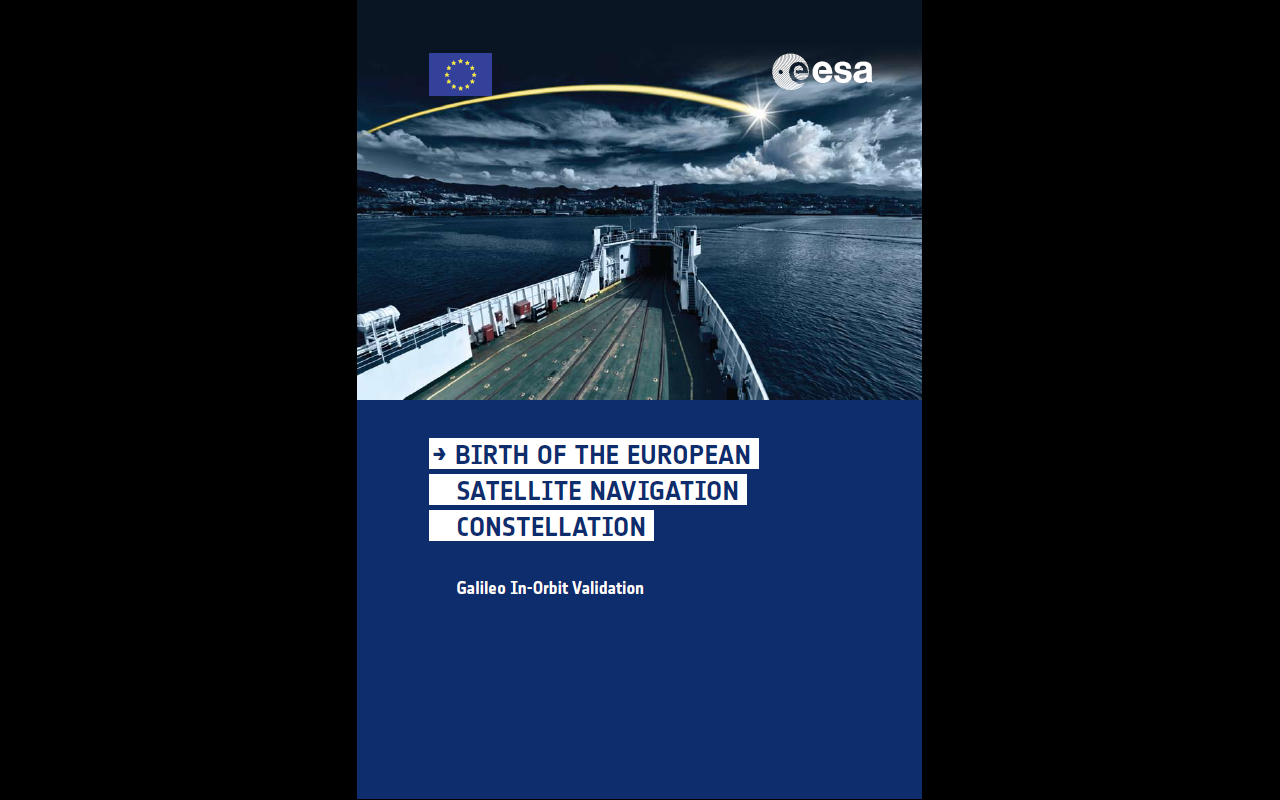 esa
→ BIRTH OF THE EUROPEAN
SATELLITE NAVIGATION
CONSTELLATION
Galileo In-Orbit Validation